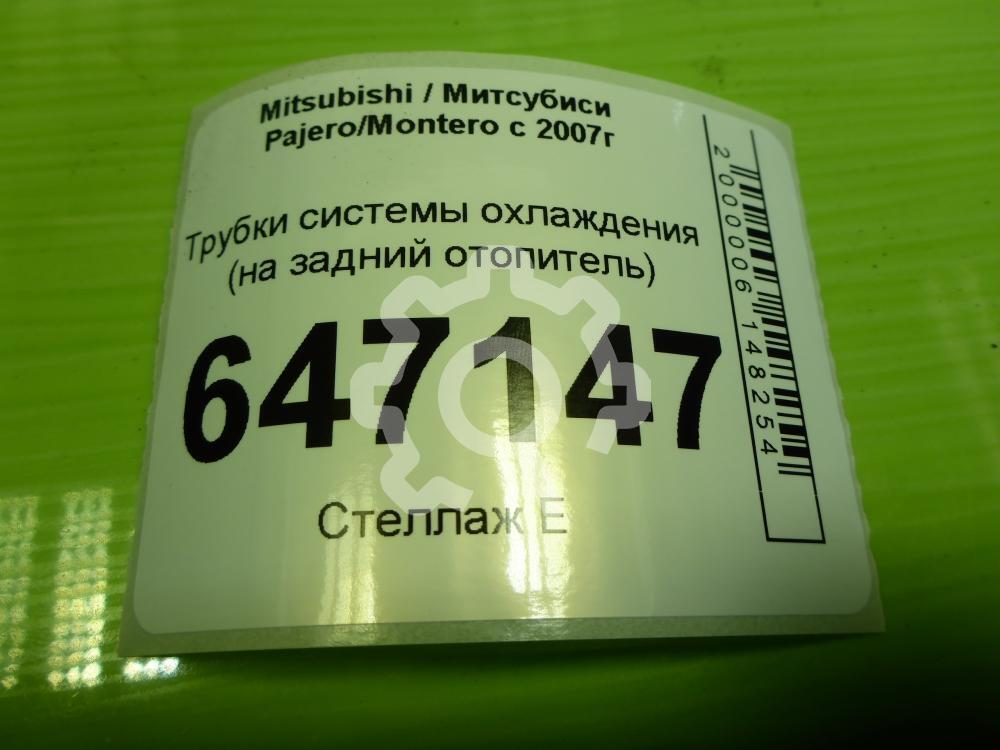 Mitsubishi / Митсубиси
Pajero/Montero с 2007г
Трубки системы охлаждения
(на задний отопитель)
647147
Стеллаж Е
2000006148254